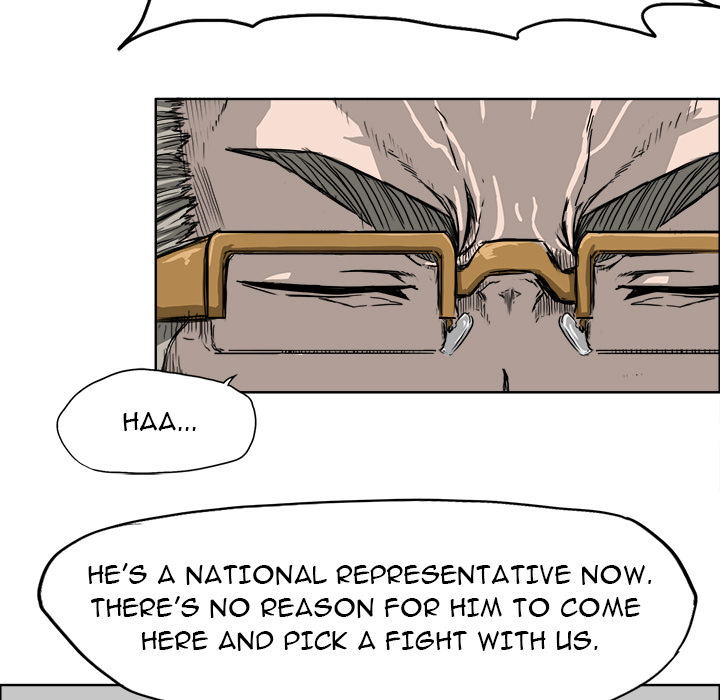 HAA...
HE'S A NATIONAL REPRESENTATIVE NOW.
THERE'S NO REASON FOR HIM TO COME
HERE AND PICK A FIGHT WITH US.